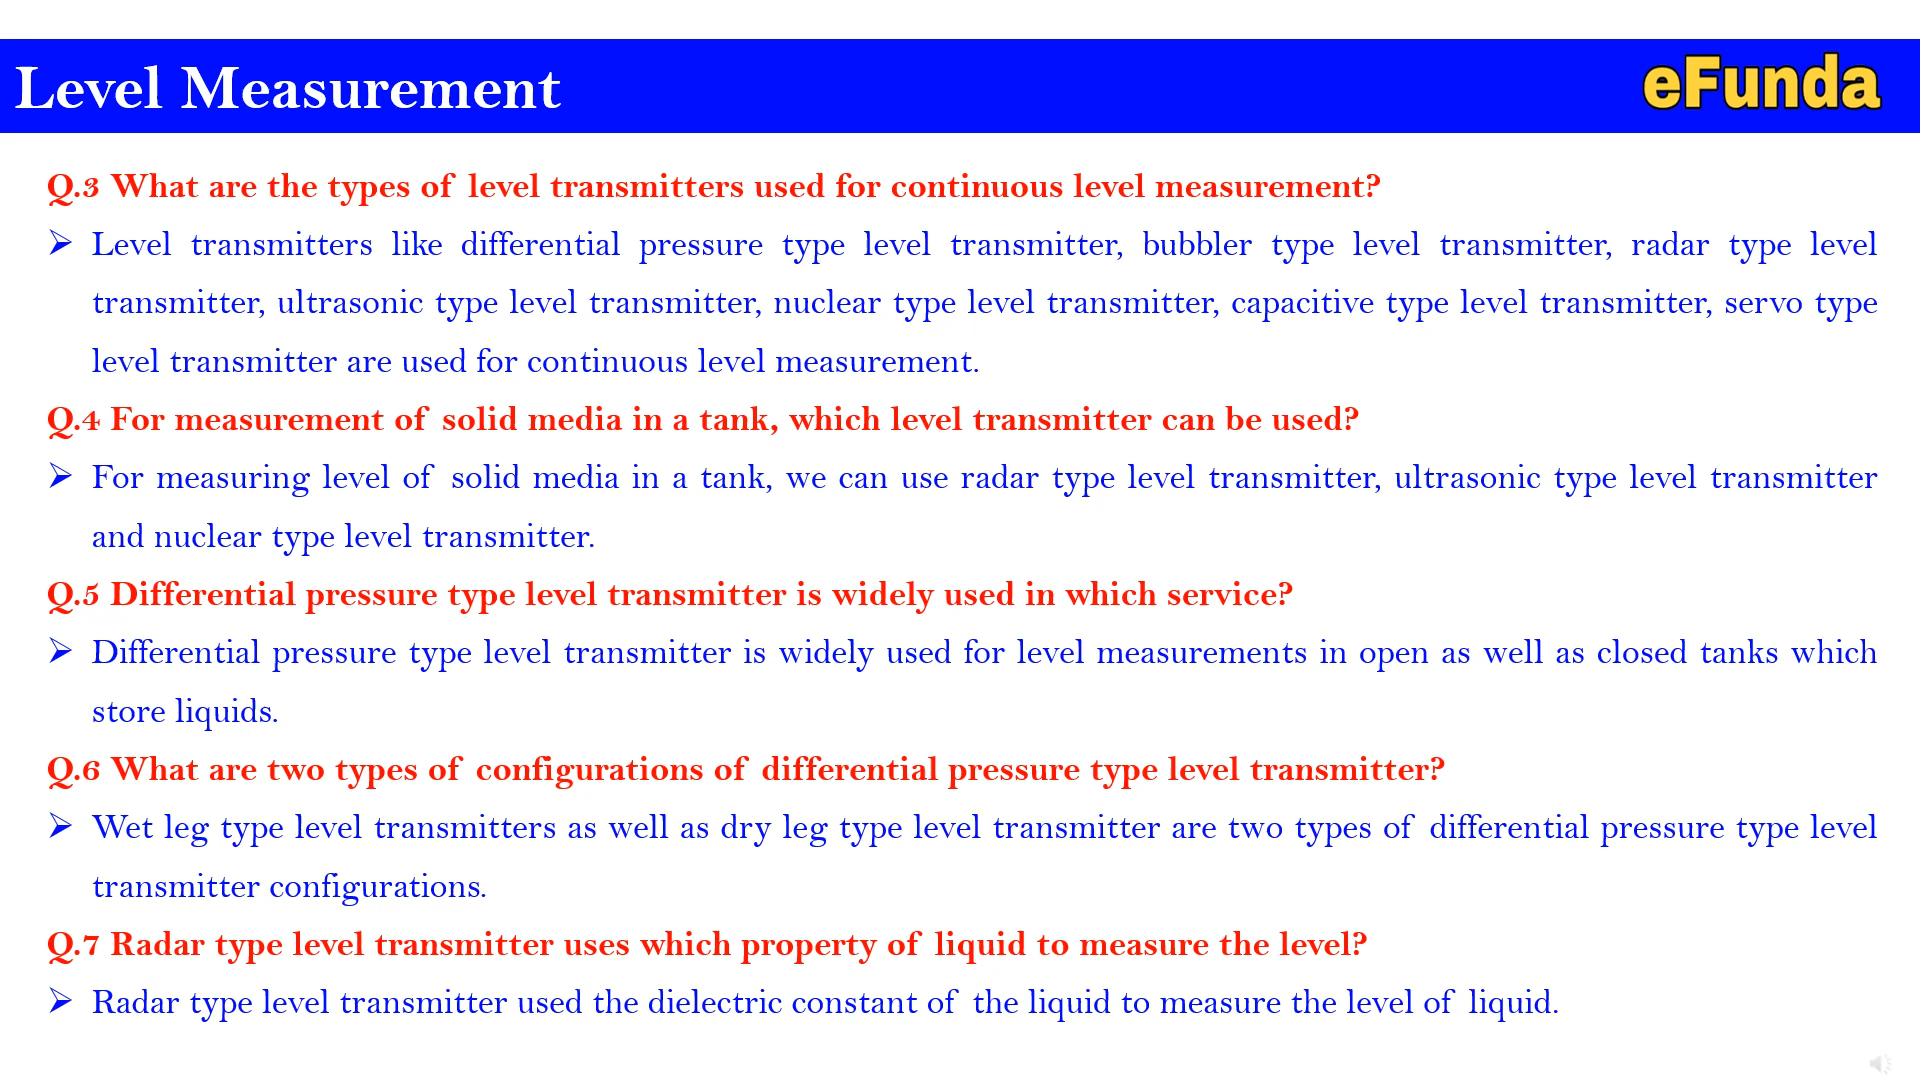 Level Measurement
eFunda
Q.3 What are the types of level transmitters used for continuous level measurement?
➢ Level transmitters like differential pressure type level transmitter, bubbler type level transmitter, radar type level
transmitter, ultrasonic type level transmitter, nuclear type level transmitter, capacitive type level transmitter, servo type
level transmitter are used for continuous level measurement.
Q.4 For measurement of solid media in a tank, which level transmitter can be used?
➢ For measuring level of solid media in a tank, we can use radar type level transmitter, ultrasonic type level transmitter
and nuclear type level transmitter.
Q.5 Differential pressure type level transmitter is widely used in which service?
➢ Differential pressure type level transmitter is widely used for level measurements in open as well as closed tanks which
store liquids.
Q.6 What are two types of configurations of differential pressure type level transmitter?
➢ Wet leg type level transmitters as well as dry leg type level transmitter are two types of differential pressure type level
transmitter configurations.
Q.7 Radar type level transmitter uses which property of liquid to measure the level?
➢ Radar type level transmitter used the dielectric constant of the liquid to measure the level of liquid.